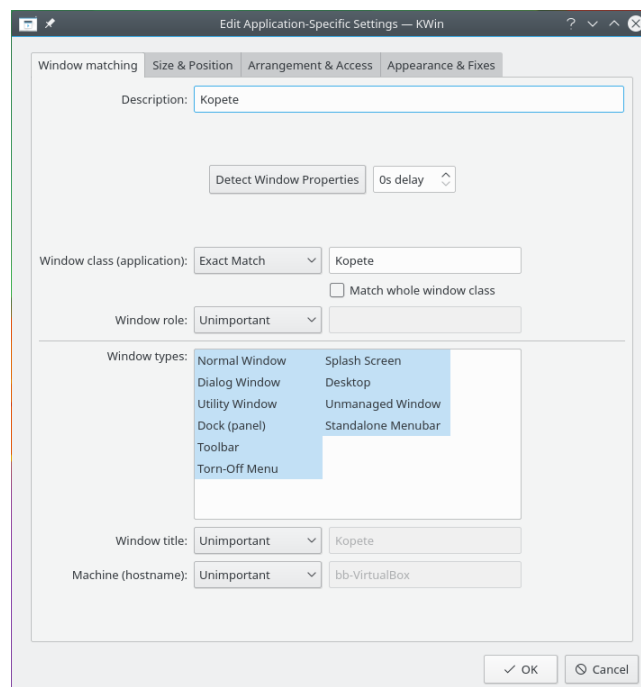 Edit Application-Specific Settings — KWin ?
Window matching Size & Position Arrangement & Access Appearance & Fixes
Description: Kopete
Detect Window Properties 0s delay
Window class (application): Exact Match Kopete
Match whole window class
Window role: Unimportant
Window types: Normal Window Splash Screen
Dialog Window Desktop
Utility Window Unmanaged Window
Dock (panel) Standalone Menubar
Toolbar
Torn-Off Menu
Window title: Unimportant Kopete
Machine (hostname): Unimportant bb-VirtualBox
OK Cancel